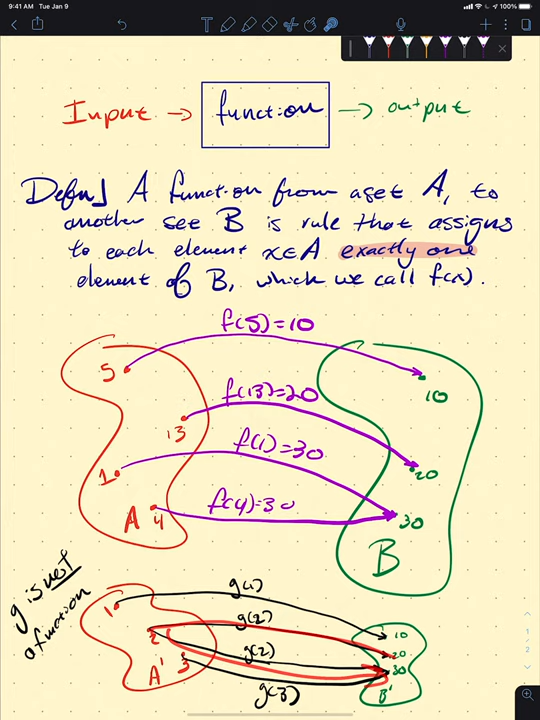 9:41 AM Tue Jan 9
100%
Input → function → output
Defn] A function from a set A, to
another set B is rule that assigns
to each element x∈A exactly one
element of B, which we call f(x).
f(5)=10
5
10
f(13)=20
13
f(1)=30
1
20
f(4)=30
A 4
30
B
g is not
a function
1
g(1)
10
2
g(2)
20
g(2)
30
A' 3
g(3)
B'
1
2